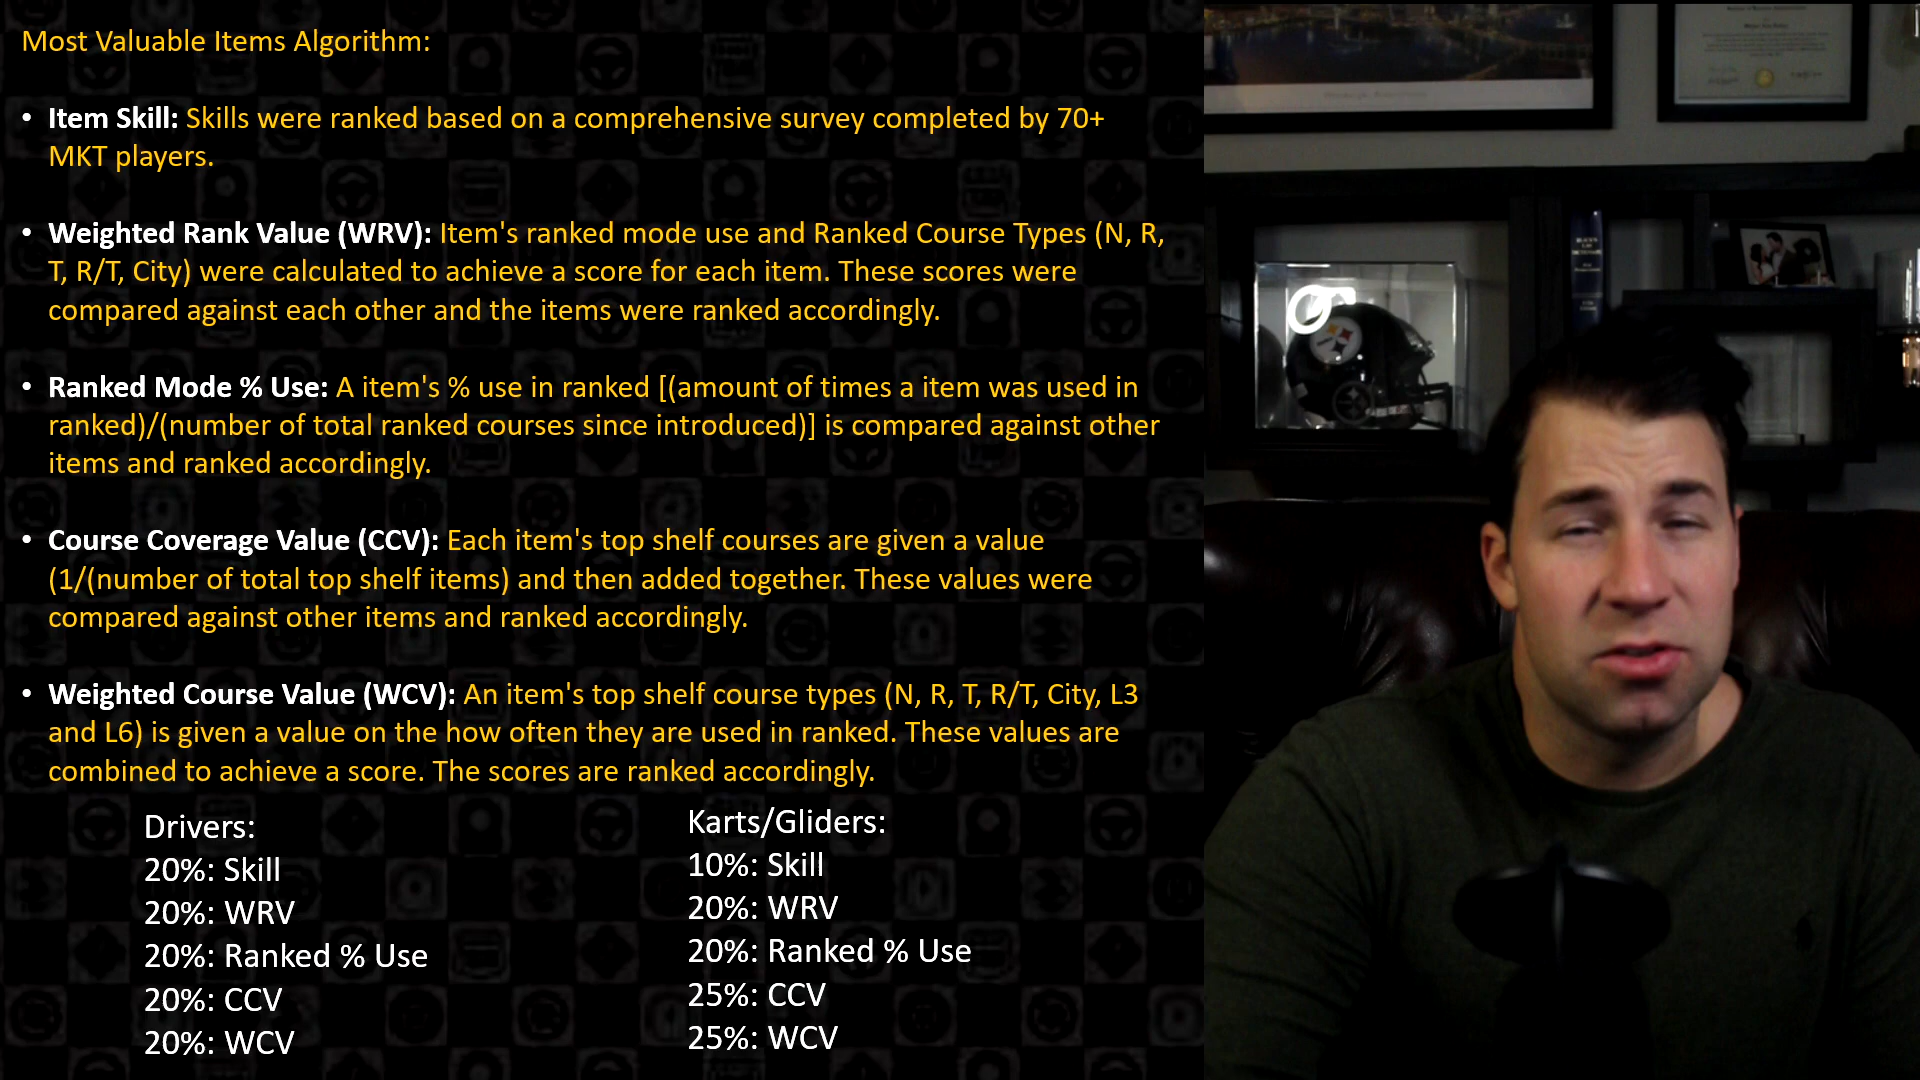 Most Valuable Items Algorithm:
• Item Skill: Skills were ranked based on a comprehensive survey completed by 70+
MKT players.
• Weighted Rank Value (WRV): Item's ranked mode use and Ranked Course Types (N, R,
T, R/T, City) were calculated to achieve a score for each item. These scores were
compared against each other and the items were ranked accordingly.
• Ranked Mode % Use: A item's % use in ranked [(amount of times a item was used in
ranked)/(number of total ranked courses since introduced)] is compared against other
items and ranked accordingly.
• Course Coverage Value (CCV): Each item's top shelf courses are given a value
(1/(number of total top shelf items) and then added together. These values were
compared against other items and ranked accordingly.
• Weighted Course Value (WCV): An item's top shelf course types (N, R, T, R/T, City, L3
and L6) is given a value on the how often they are used in ranked. These values are
combined to achieve a score. The scores are ranked accordingly.
Drivers:
20%: Skill
20%: WRV
20%: Ranked % Use
20%: CCV
20%: WCV
Karts/Gliders:
10%: Skill
20%: WRV
20%: Ranked % Use
25%: CCV
25%: WCV